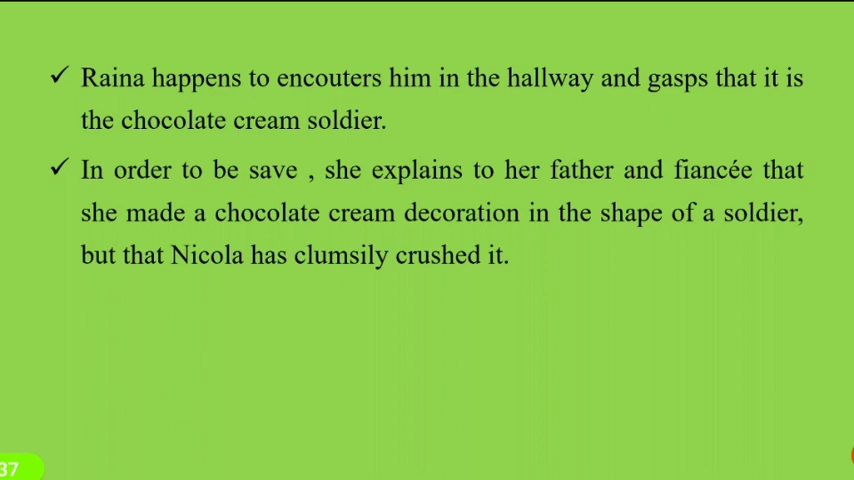 ✓ Raina happens to encouters him in the hallway and gasps that it is
the chocolate cream soldier.
✓ In order to be save , she explains to her father and fiancée that
she made a chocolate cream decoration in the shape of a soldier,
but that Nicola has clumsily crushed it.
37